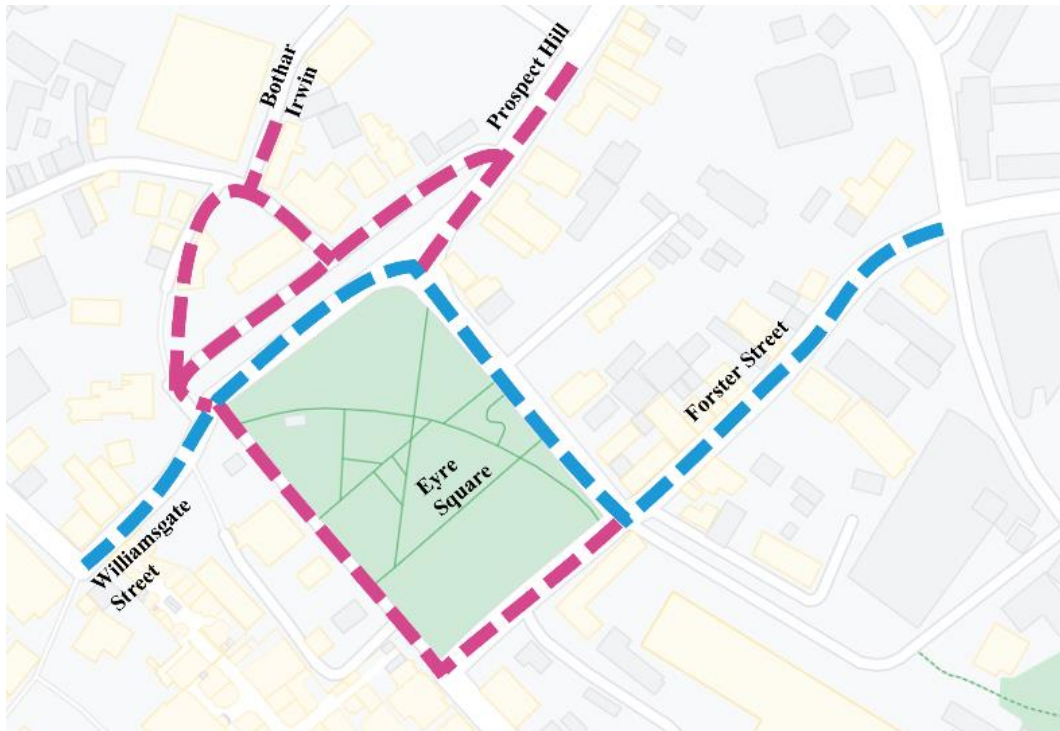 Bothar
Irwin
Prospect Hill
Forster Street
Eyre
Square
Williamsgate
Street